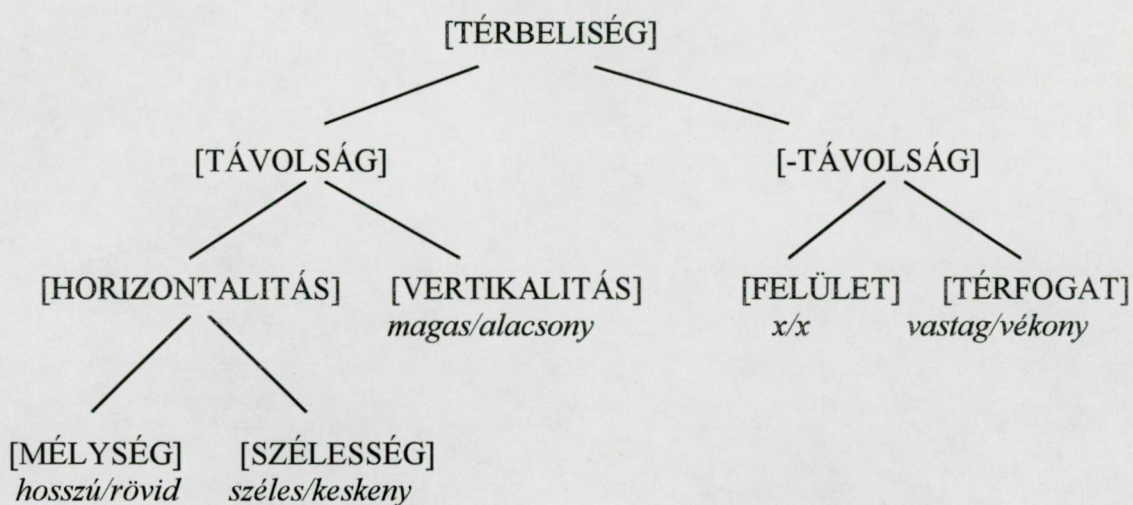 [TÉRBELISÉG]
[TÁVOLSÁG] [-TÁVOLSÁG]
[HORIZONTALITÁS] [VERTIKALITÁS] [FELÜLET] [TÉRFOGAT]
magas/alacsony x/x vastag/vékony
[MÉLYSÉG] [SZÉLESSÉG]
hosszú/rövid széles/keskeny